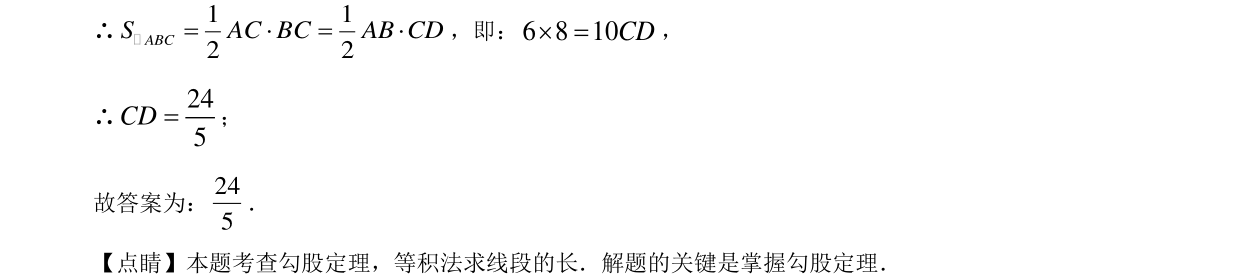 ∴ S▯ABC = 1/2 AC·BC = 1/2 AB·CD，即：6×8=10CD，
∴ CD = 24/5；
故答案为：24/5．
【点睛】本题考查勾股定理，等积法求线段的长．解题的关键是掌握勾股定理．